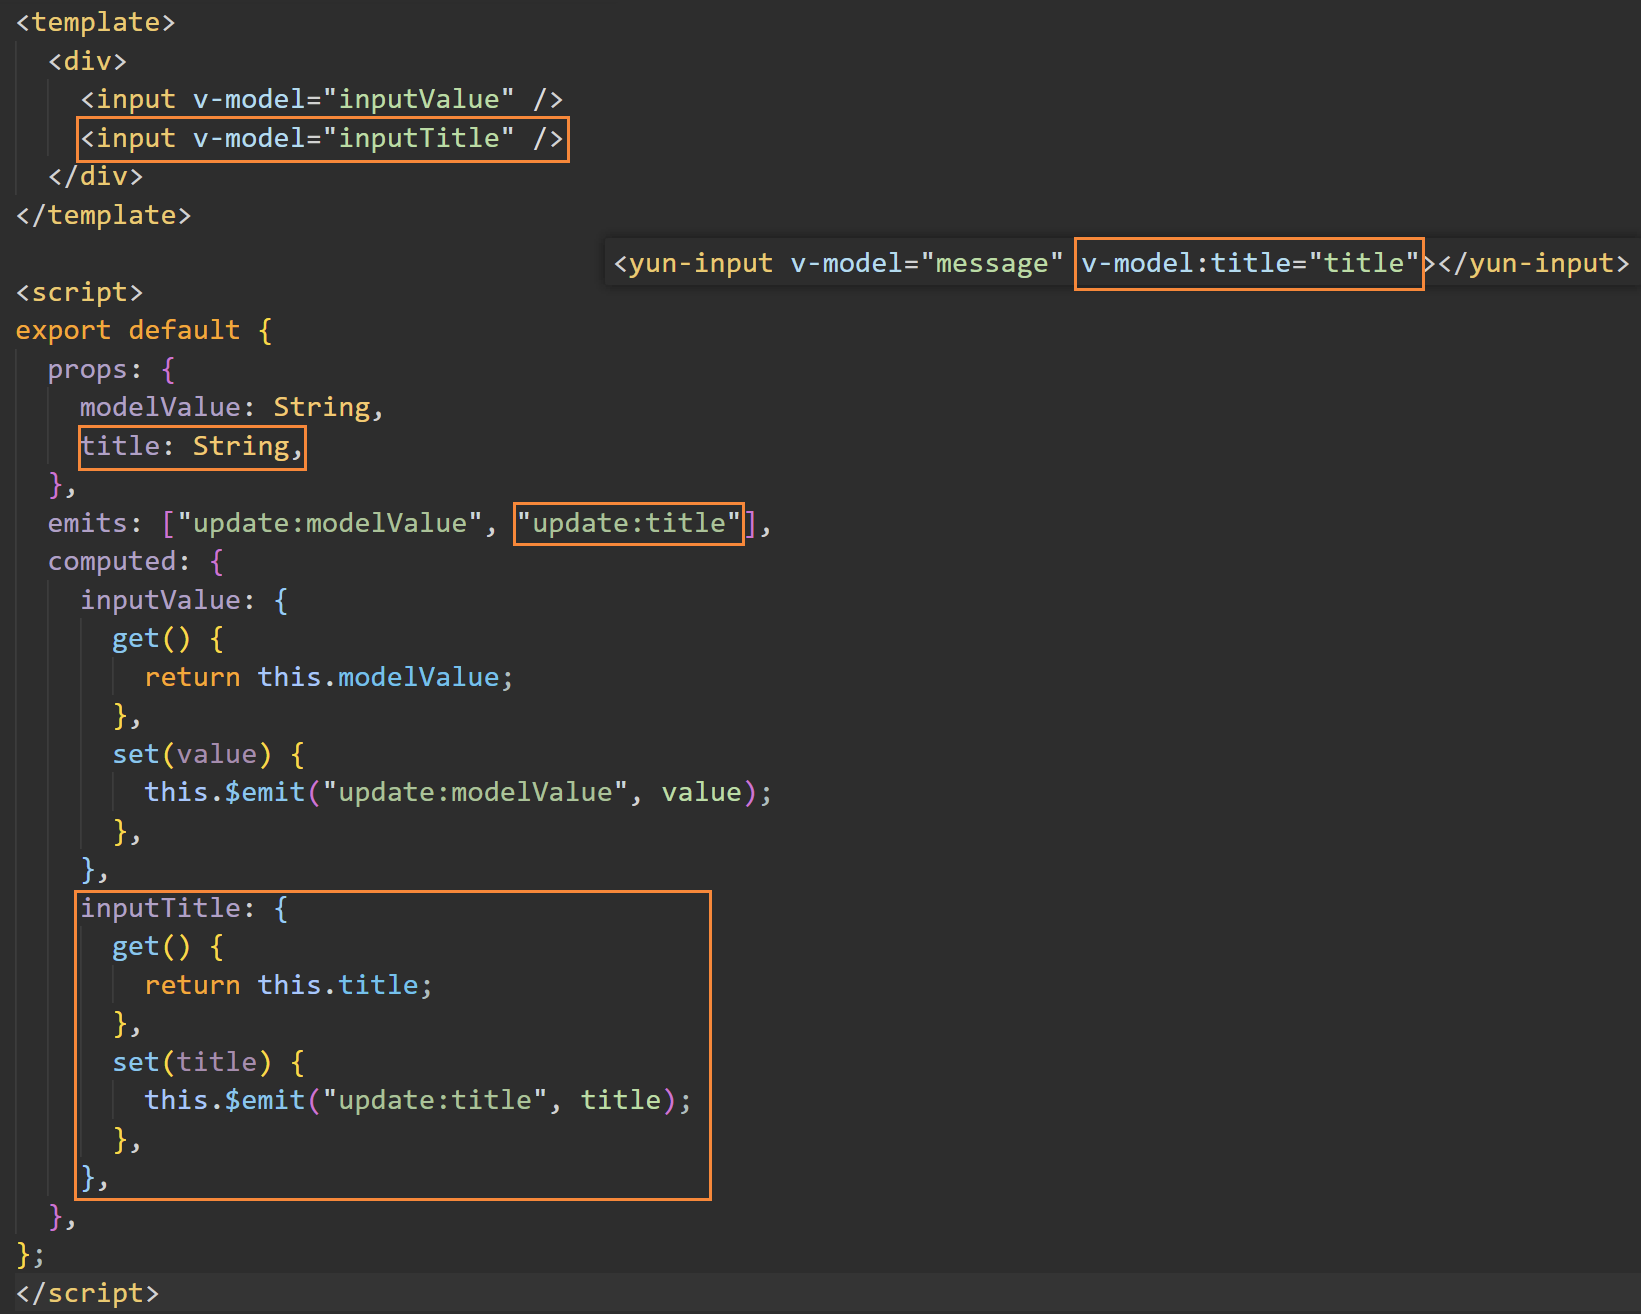 <template>
  <div>
    <input v-model="inputValue" />
    <input v-model="inputTitle" />
  </div>
</template>
<yun-input v-model="message" v-model:title="title"></yun-input>
<script>
export default {
  props: {
    modelValue: String,
    title: String,
  },
  emits: ["update:modelValue", "update:title"],
  computed: {
    inputValue: {
      get() {
        return this.modelValue;
      },
      set(value) {
        this.$emit("update:modelValue", value);
      },
    },
    inputTitle: {
      get() {
        return this.title;
      },
      set(title) {
        this.$emit("update:title", title);
      },
    },
  },
};
</script>